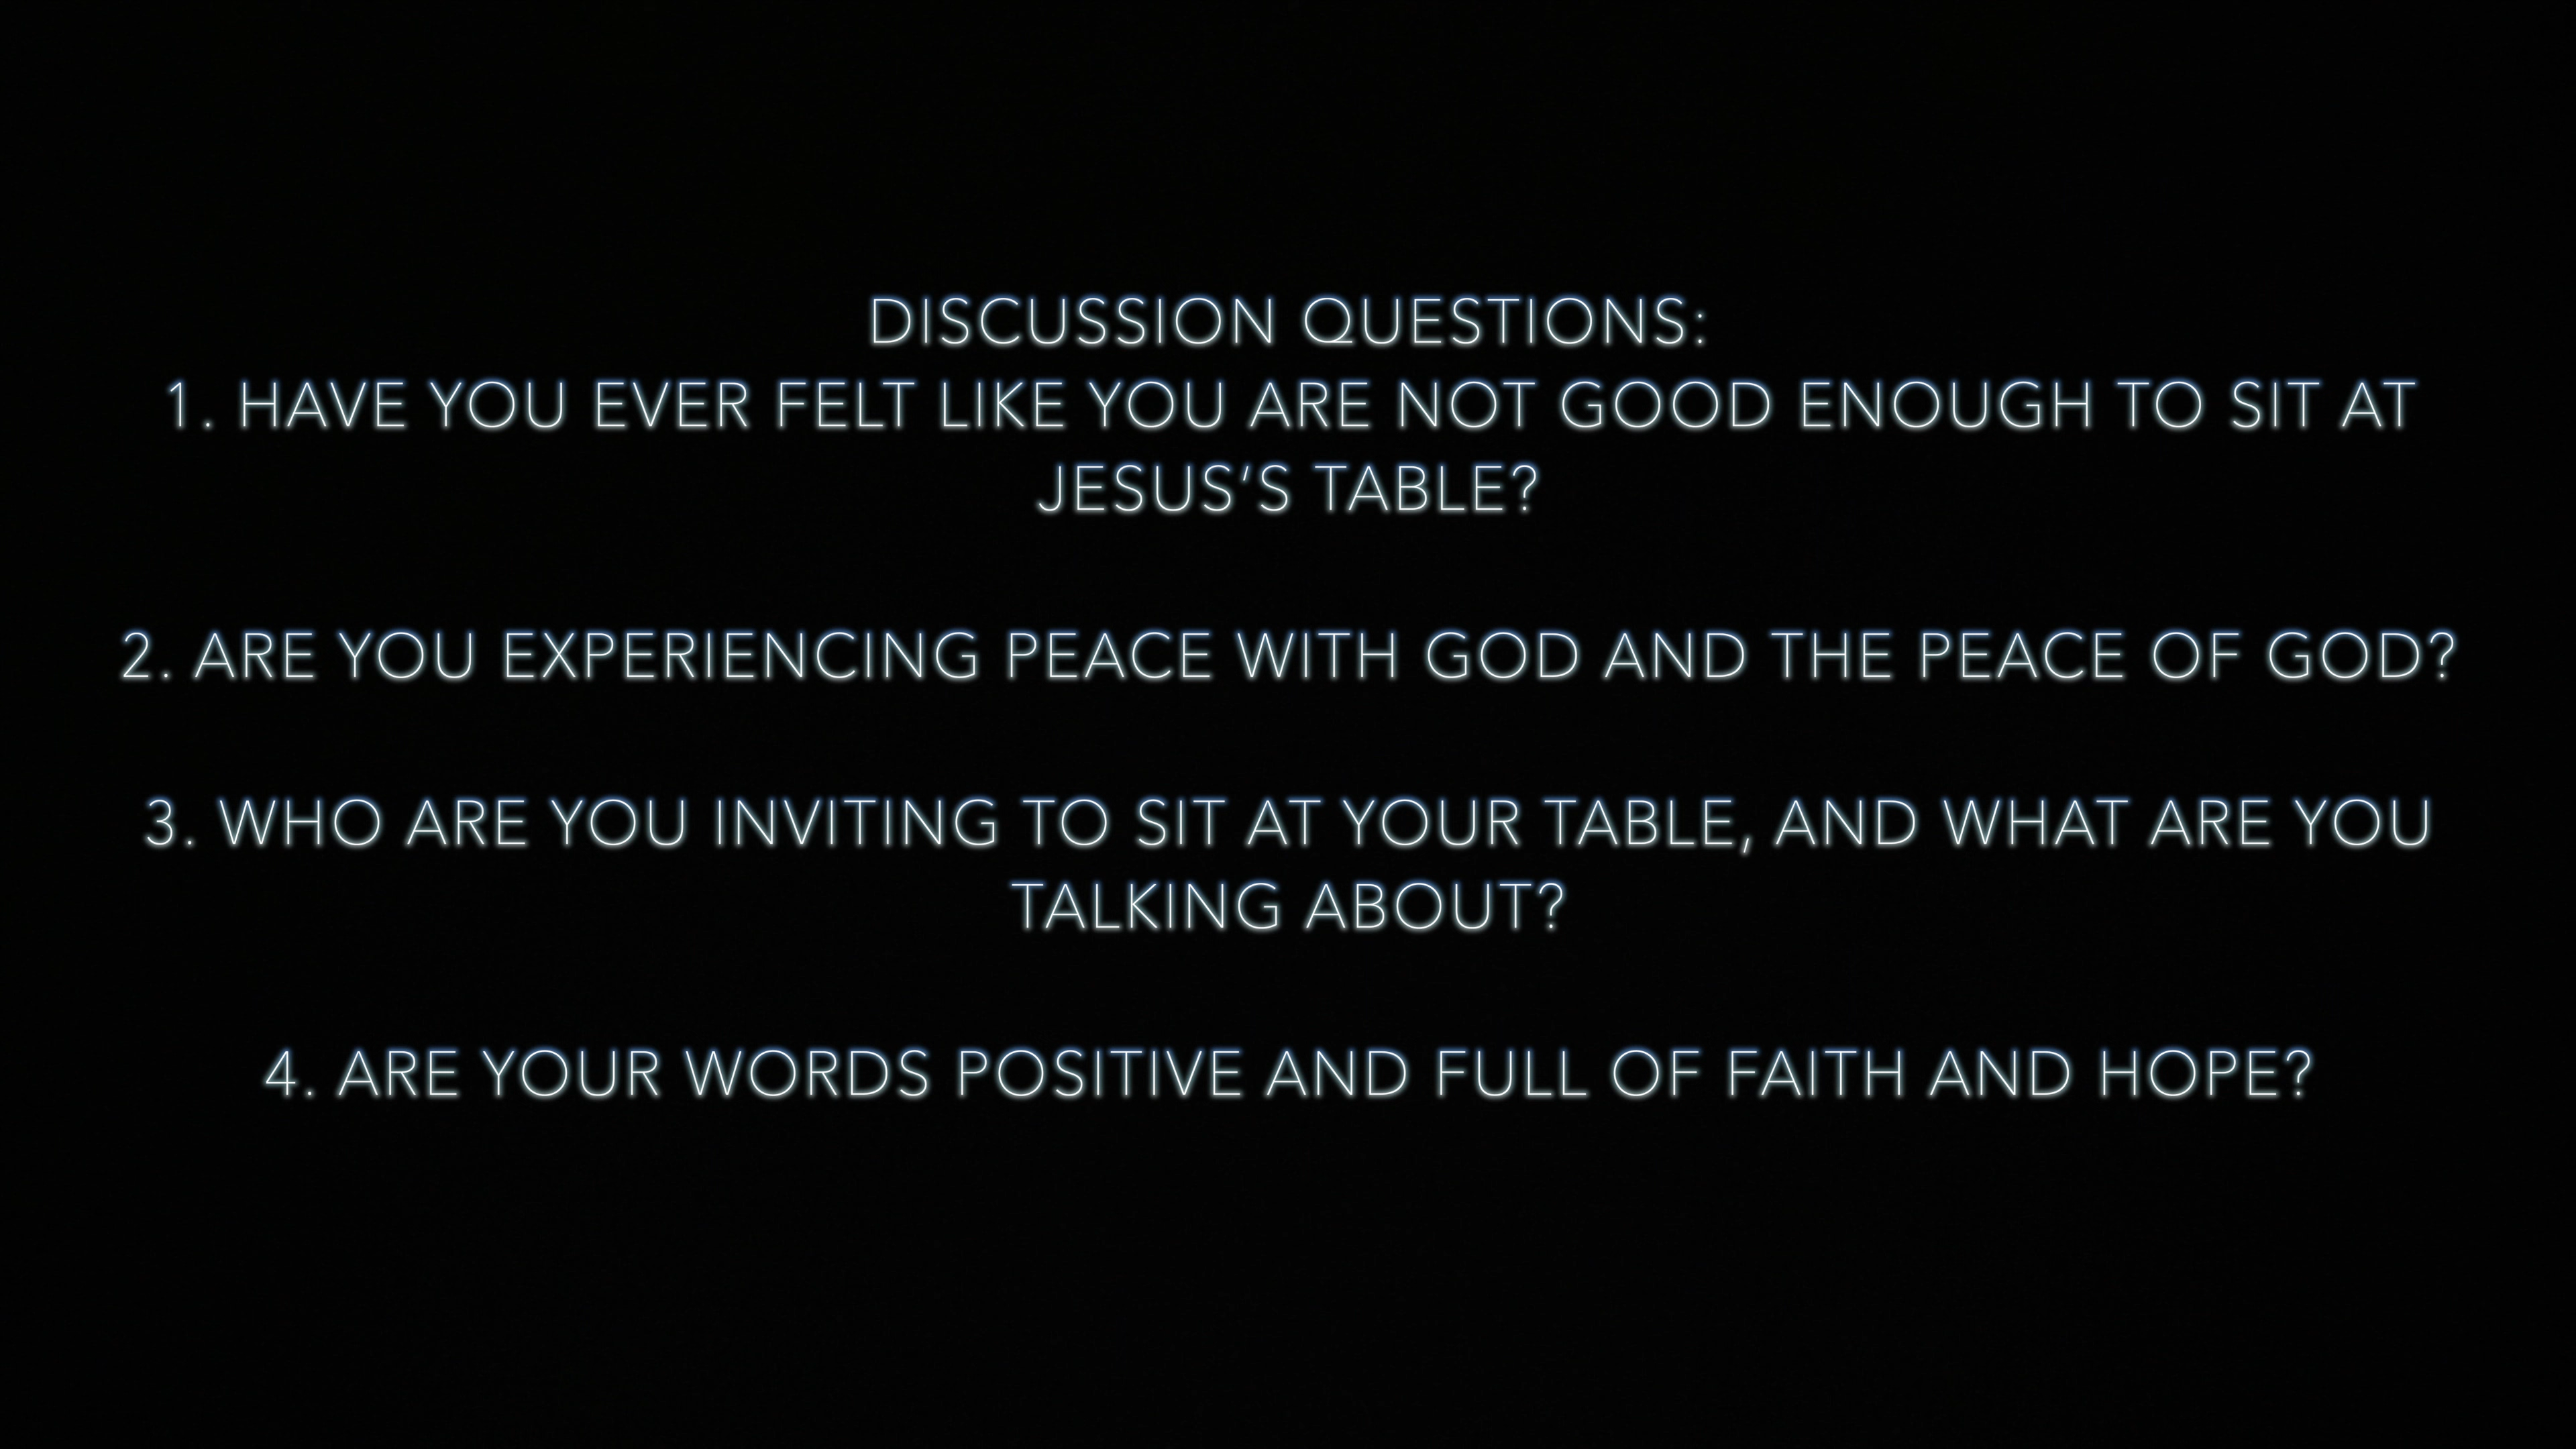 DISCUSSION QUESTIONS:
1. HAVE YOU EVER FELT LIKE YOU ARE NOT GOOD ENOUGH TO SIT AT
JESUS‘S TABLE?
2. ARE YOU EXPERIENCING PEACE WITH GOD AND THE PEACE OF GOD?
3. WHO ARE YOU INVITING TO SIT AT YOUR TABLE, AND WHAT ARE YOU
TALKING ABOUT?
4. ARE YOUR WORDS POSITIVE AND FULL OF FAITH AND HOPE?